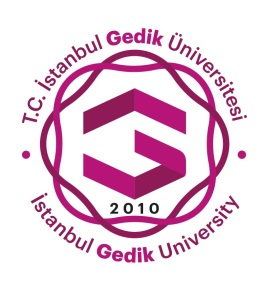 T.C. İstanbul Gedik Üniversitesi
G
2010
İstanbul Gedik University